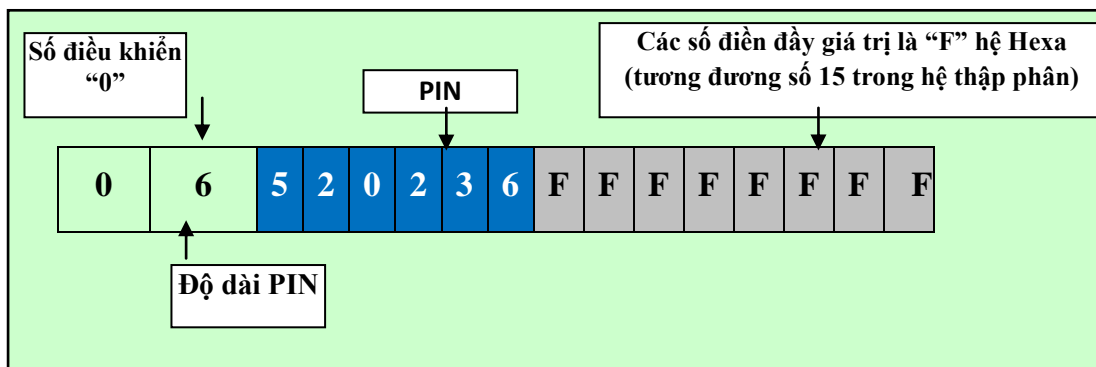 Số điều khiển
“0”
PIN
Các số điền đầy giá trị là “F” hệ Hexa
(tương đương số 15 trong hệ thập phân)
0 6 5 2 0 2 3 6 F F F F F F F F
Độ dài PIN